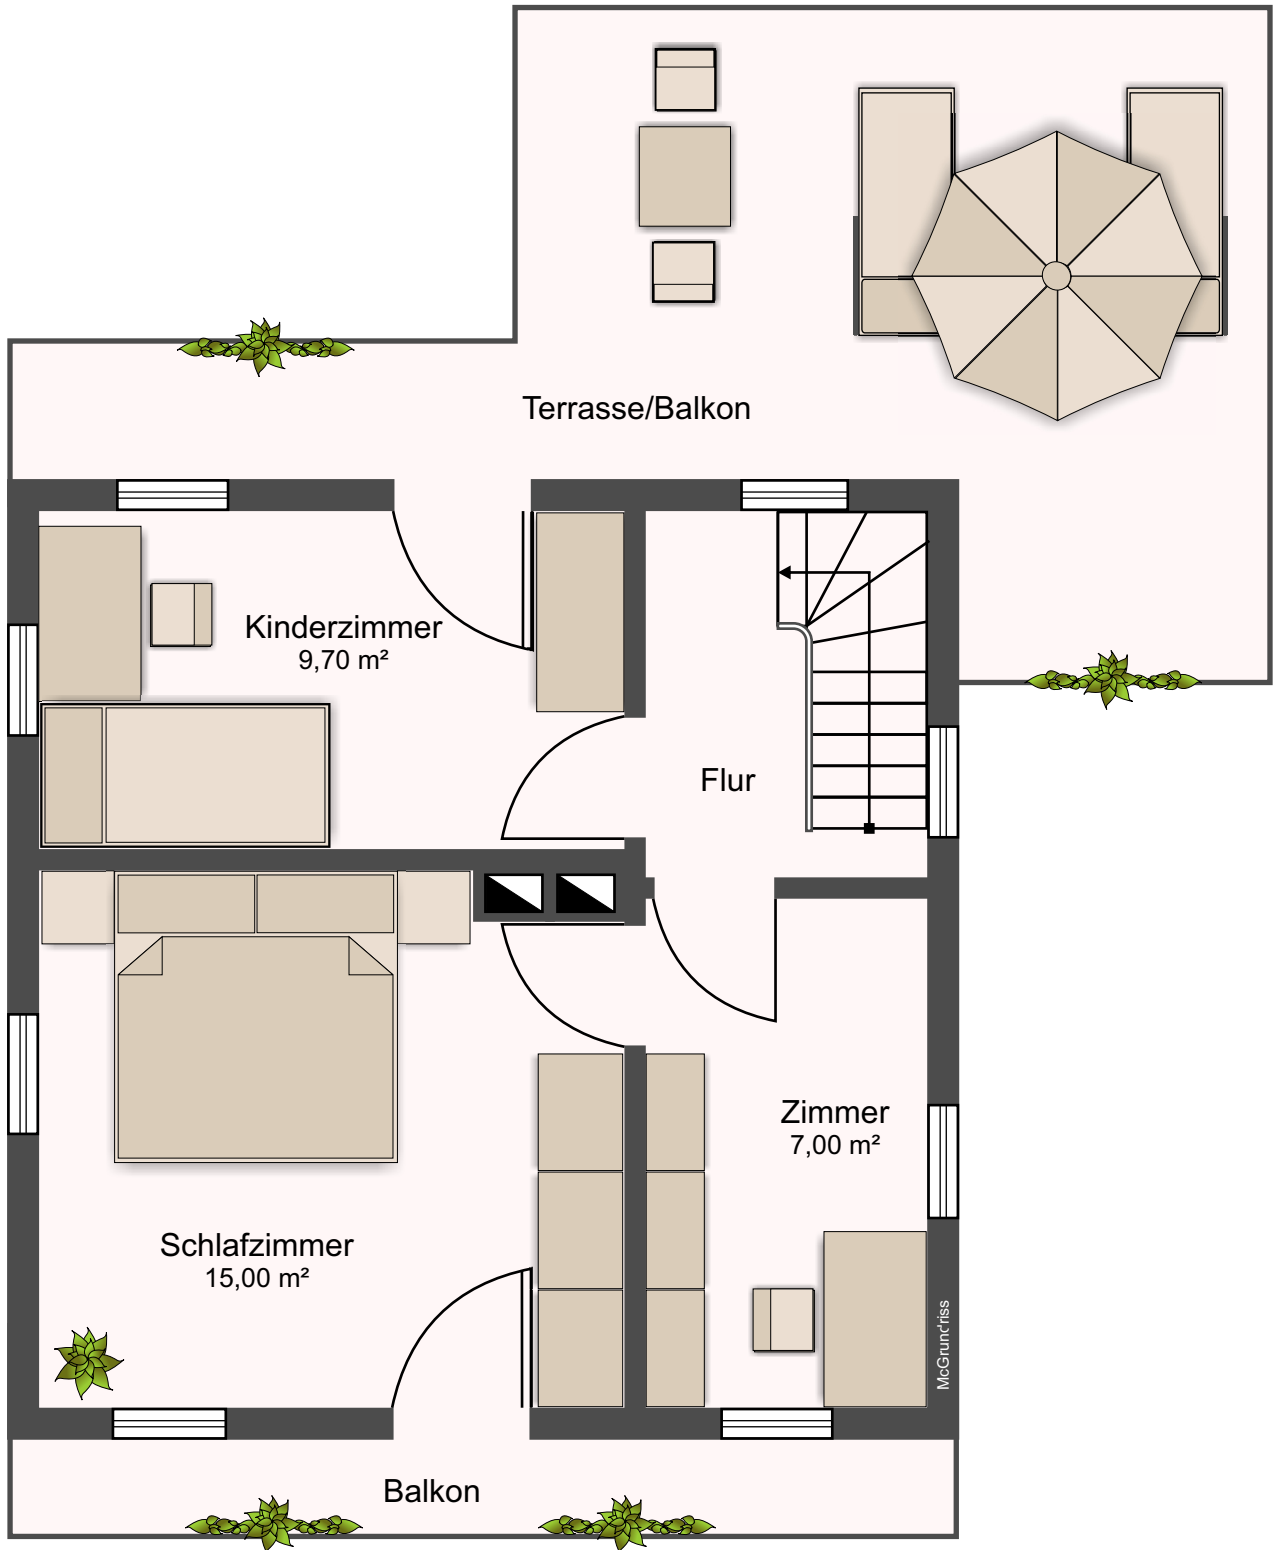 Terrasse/Balkon
Kinderzimmer
9,70 m²
Flur
Zimmer
7,00 m²
Schlafzimmer
15,00 m²
McGrundriss
Balkon